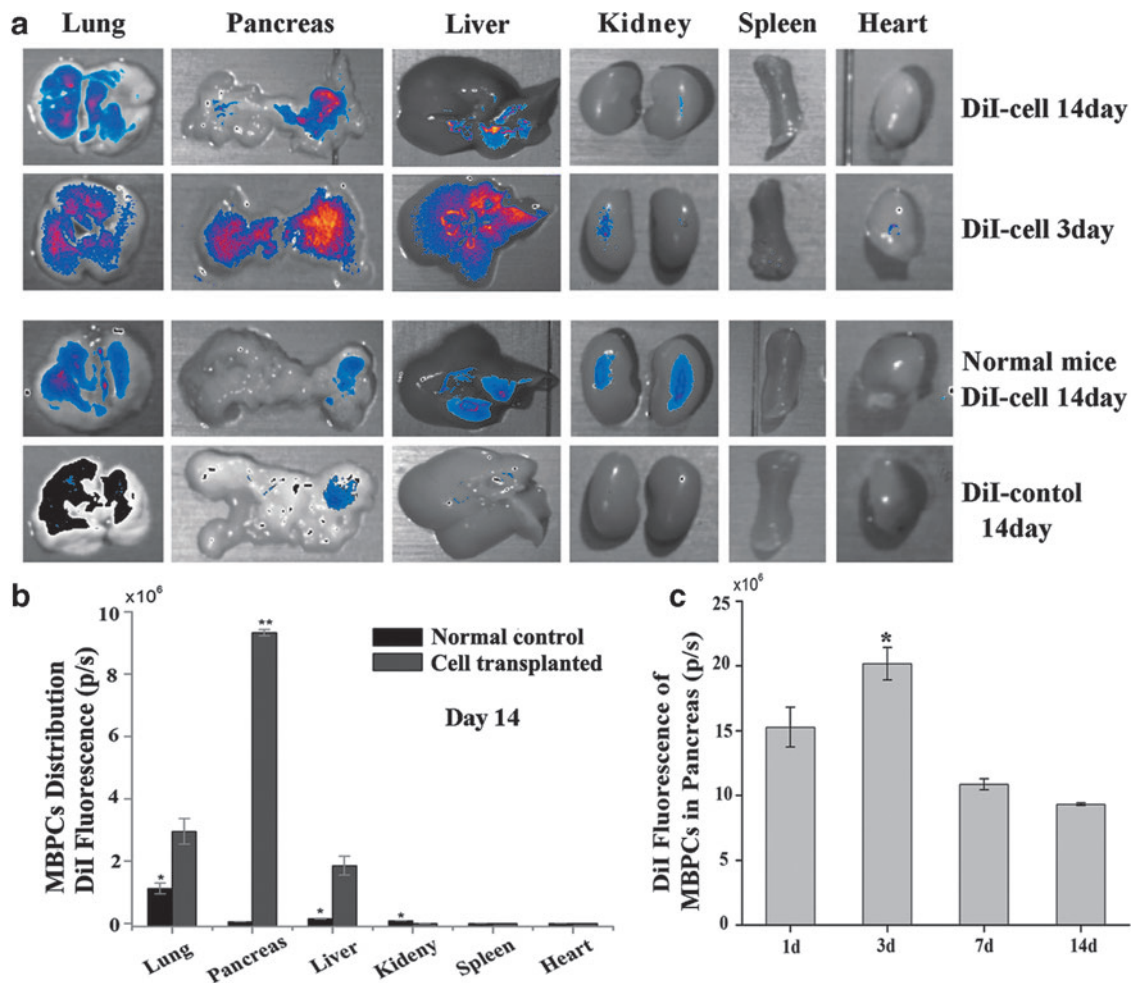 a
Lung Pancreas Liver Kidney Spleen Heart
DiI-cell 14day
DiI-cell 3day
Normal mice
DiI-cell 14day
DiI-contol
14day
b
×10⁶
10
8
6
4
2
0
MBPCs Distribution
DiI Fluorescence (p/s)
Normal control
Cell transplanted
Day 14
* ** * *
Lung Pancreas Liver Kideny Spleen Heart
c
×10⁶
25
20
15
10
5
0
DiI Fluorescence of
MBPCs in Pancreas (p/s)
*
1d 3d 7d 14d